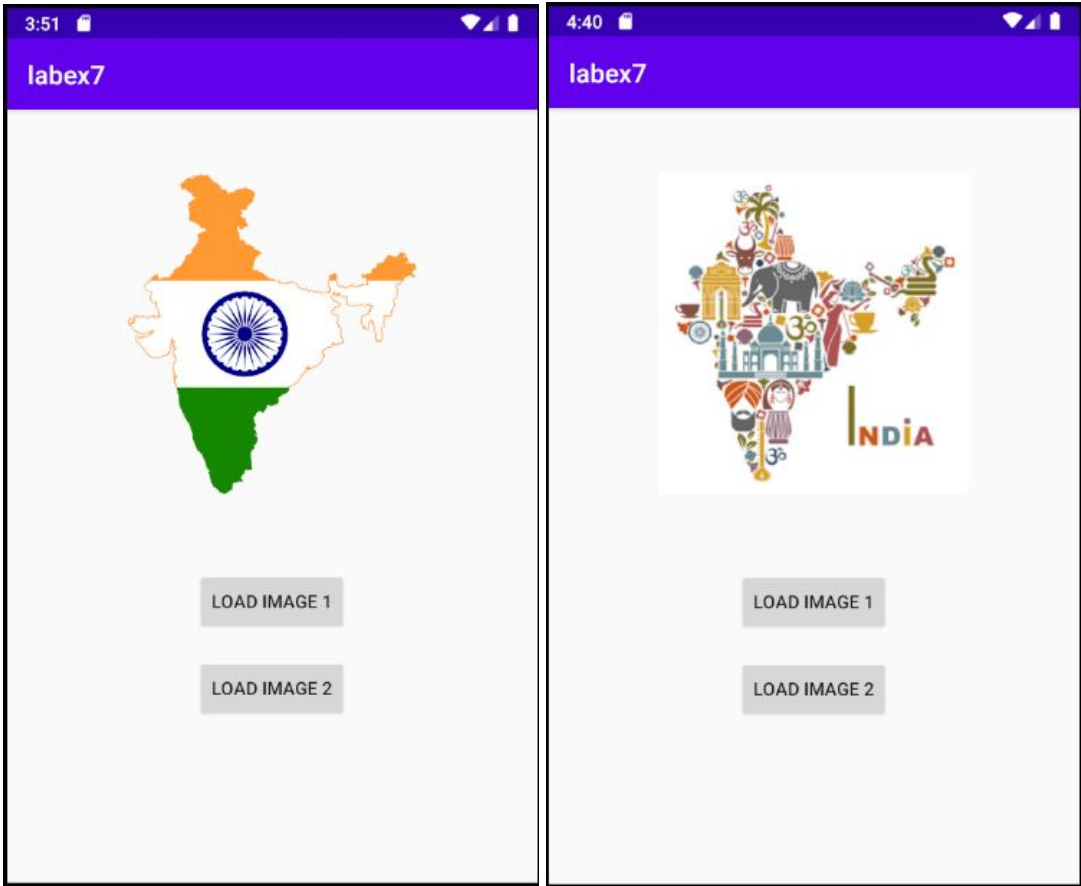 3:51
labex7
LOAD IMAGE 1
LOAD IMAGE 2
4:40
labex7
ॐ
ॐ
ॐ
ॐ
INDiA
LOAD IMAGE 1
LOAD IMAGE 2